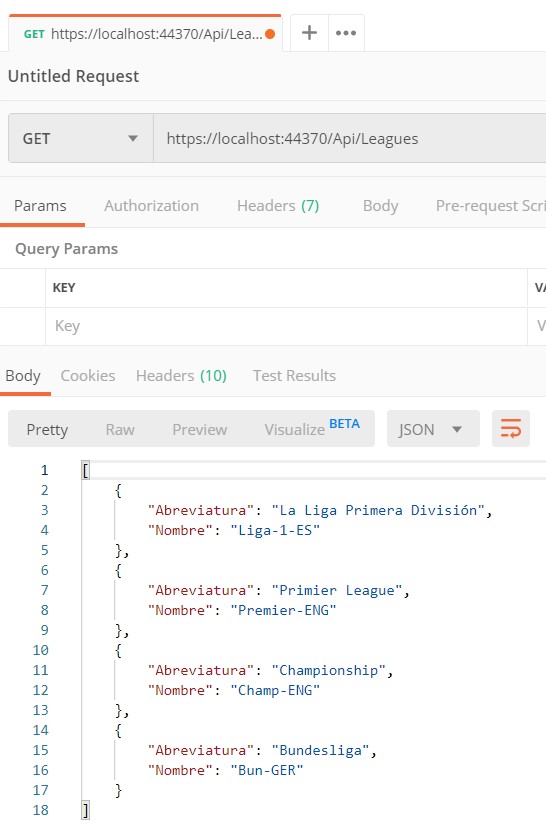 GET https://localhost:44370/Api/Lea... + •••
Untitled Request
GET https://localhost:44370/Api/Leagues
Params Authorization Headers (7) Body Pre-request Scri
Query Params
KEY VA
Key V
Body Cookies Headers (10) Test Results
Pretty Raw Preview Visualize BETA JSON
1 [
2 {
3 "Abreviatura": "La Liga Primera División",
4 "Nombre": "Liga-1-ES"
5 },
6 {
7 "Abreviatura": "Primier League",
8 "Nombre": "Premier-ENG"
9 },
10 {
11 "Abreviatura": "Championship",
12 "Nombre": "Champ-ENG"
13 },
14 {
15 "Abreviatura": "Bundesliga",
16 "Nombre": "Bun-GER"
17 }
18 ]